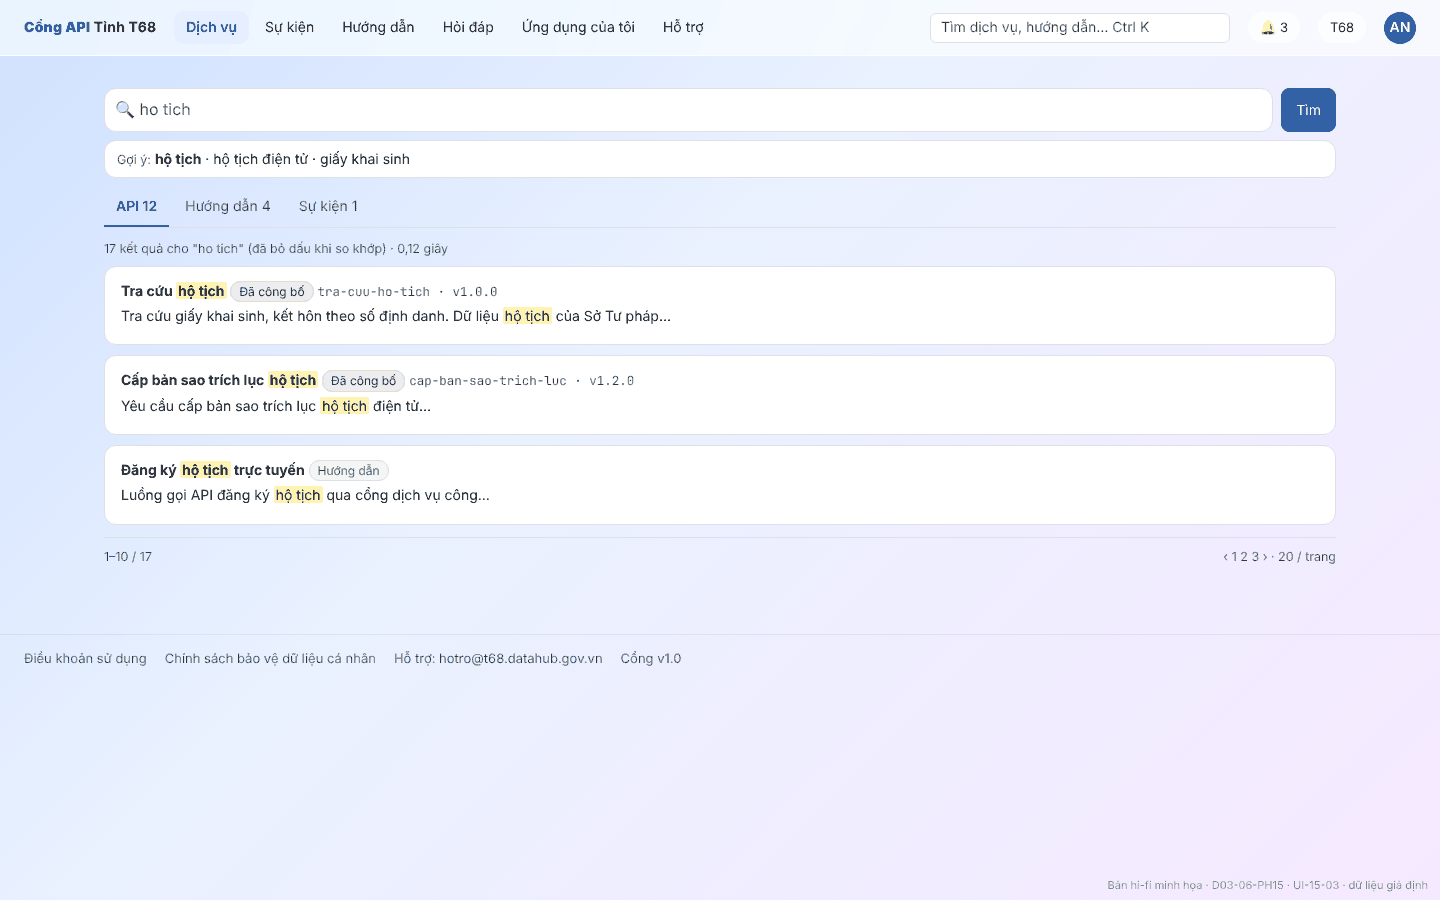 Cổng API Tỉnh T68 Dịch vụ Sự kiện Hướng dẫn Hỏi đáp Ứng dụng của tôi Hỗ trợ Tìm dịch vụ, hướng dẫn... Ctrl K 🔔 3 T68 AN
🔍 ho tich Tìm
Gợi ý: hộ tịch · hộ tịch điện tử · giấy khai sinh
API 12 Hướng dẫn 4 Sự kiện 1
17 kết quả cho "ho tich" (đã bỏ dấu khi so khớp) · 0,12 giây
Tra cứu hộ tịch Đã công bố tra-cuu-ho-tich · v1.0.0
Tra cứu giấy khai sinh, kết hôn theo số định danh. Dữ liệu hộ tịch của Sở Tư pháp...
Cấp bản sao trích lục hộ tịch Đã công bố cap-ban-sao-trich-luc · v1.2.0
Yêu cầu cấp bản sao trích lục hộ tịch điện tử...
Đăng ký hộ tịch trực tuyến Hướng dẫn
Luồng gọi API đăng ký hộ tịch qua cổng dịch vụ công...
1–10 / 17 ‹ 1 2 3 › · 20 / trang
Điều khoản sử dụng Chính sách bảo vệ dữ liệu cá nhân Hỗ trợ: hotro@t68.datahub.gov.vn Cổng v1.0
Bản hi-fi minh họa · D03-06-PH15 · UI-15-03 · dữ liệu giả định